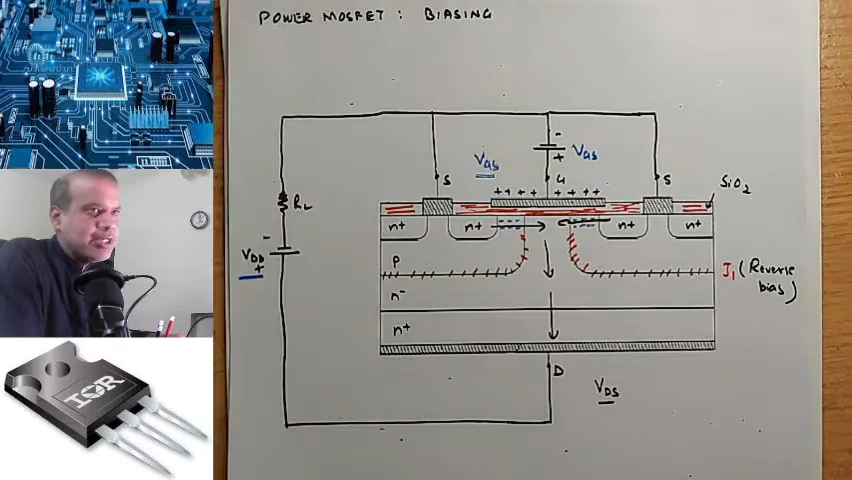 POWER MOSFET : BIASING
-
+
VGS
VGS
G
S
S
SiO2
++++
++++
RL
n+
n+
n+
n+
-
VDD
+
P
J1 (Reverse
bias)
n-
n+
D
VDS
IOR